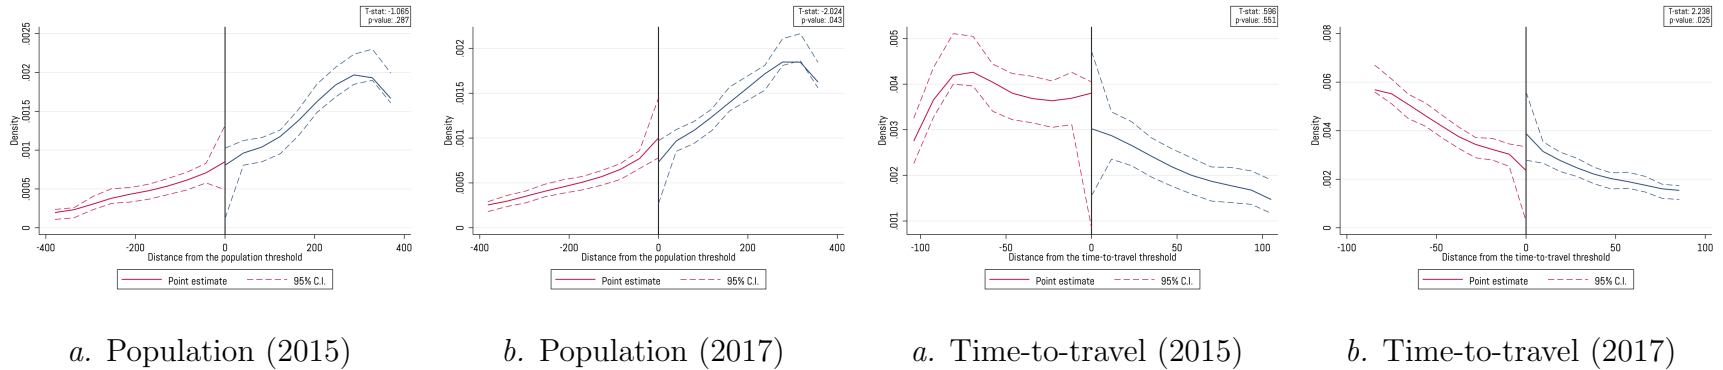 T-stat: -1.065
p-value: .287
Density
.0025
.002
.0015
.001
.0005
0
-400 -200 0 200 400
Distance from the population threshold
Point estimate 95% C.I.
a. Population (2015)
T-stat: -2.024
p-value: .043
Density
.002
.0015
.001
.0005
0
-400 -200 0 200 400
Distance from the population threshold
Point estimate 95% C.I.
b. Population (2017)
T-stat: .596
p-value: .551
Density
.005
.004
.003
.002
.001
-100 -50 0 50 100
Distance from the time-to-travel threshold
Point estimate 95% C.I.
a. Time-to-travel (2015)
T-stat: 2.238
p-value: .025
Density
.008
.006
.004
.002
0
-100 -50 0 50 100
Distance from the time-to-travel threshold
Point estimate 95% C.I.
b. Time-to-travel (2017)